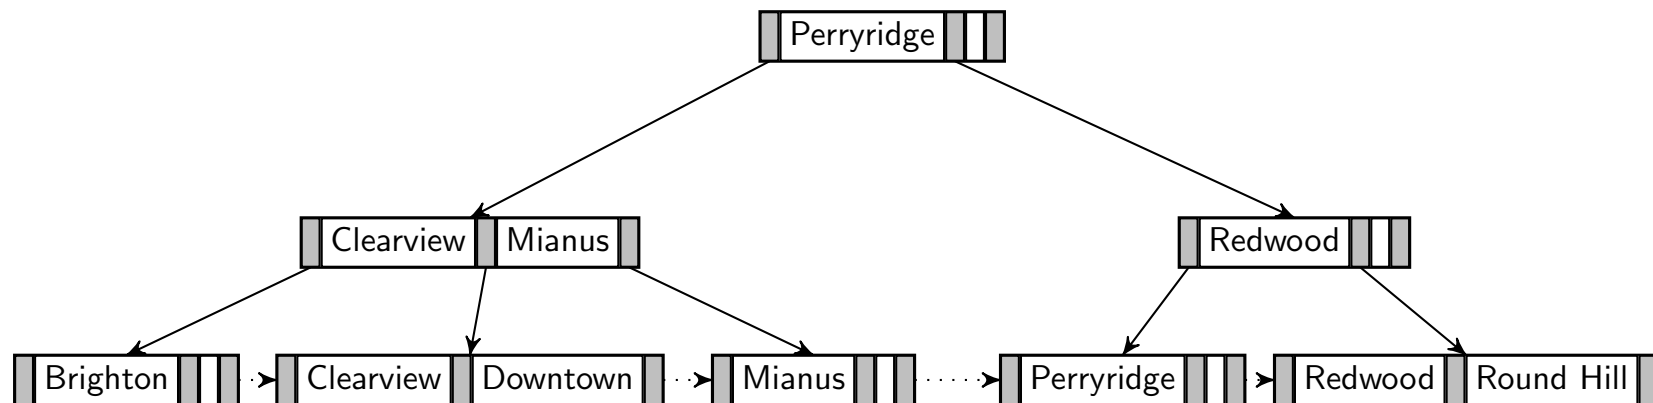 Perryridge
Clearview Mianus Redwood
Brighton Clearview Downtown Mianus Perryridge Redwood Round Hill